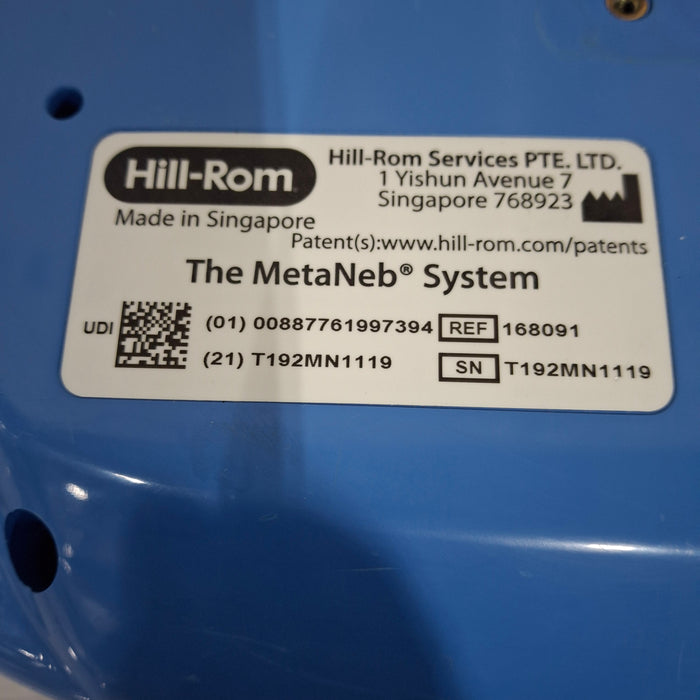 Hill-Rom
Hill-Rom Services PTE. LTD.
1 Yishun Avenue 7
Singapore 768923
Made in Singapore
Patent(s):www.hill-rom.com/patents
The MetaNeb® System
UDI (01) 00887761997394 REF 168091
(21) T192MN1119 SN T192MN1119